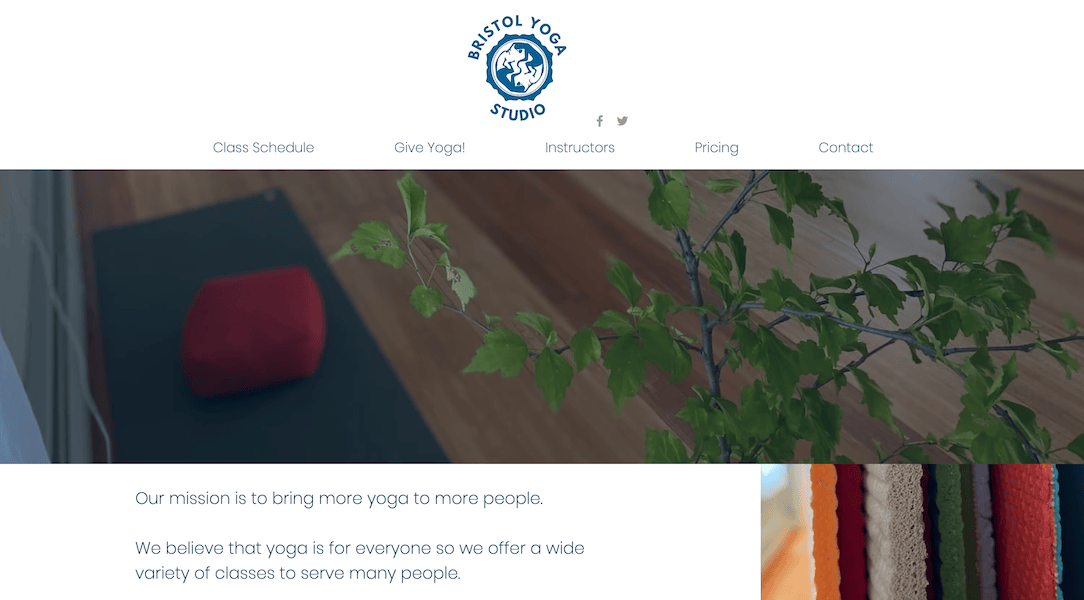 BRISTOL YOGA
STUDIO
Class Schedule
Give Yoga!
Instructors
Pricing
Contact
Our mission is to bring more yoga to more people.
We believe that yoga is for everyone so we offer a wide
variety of classes to serve many people.